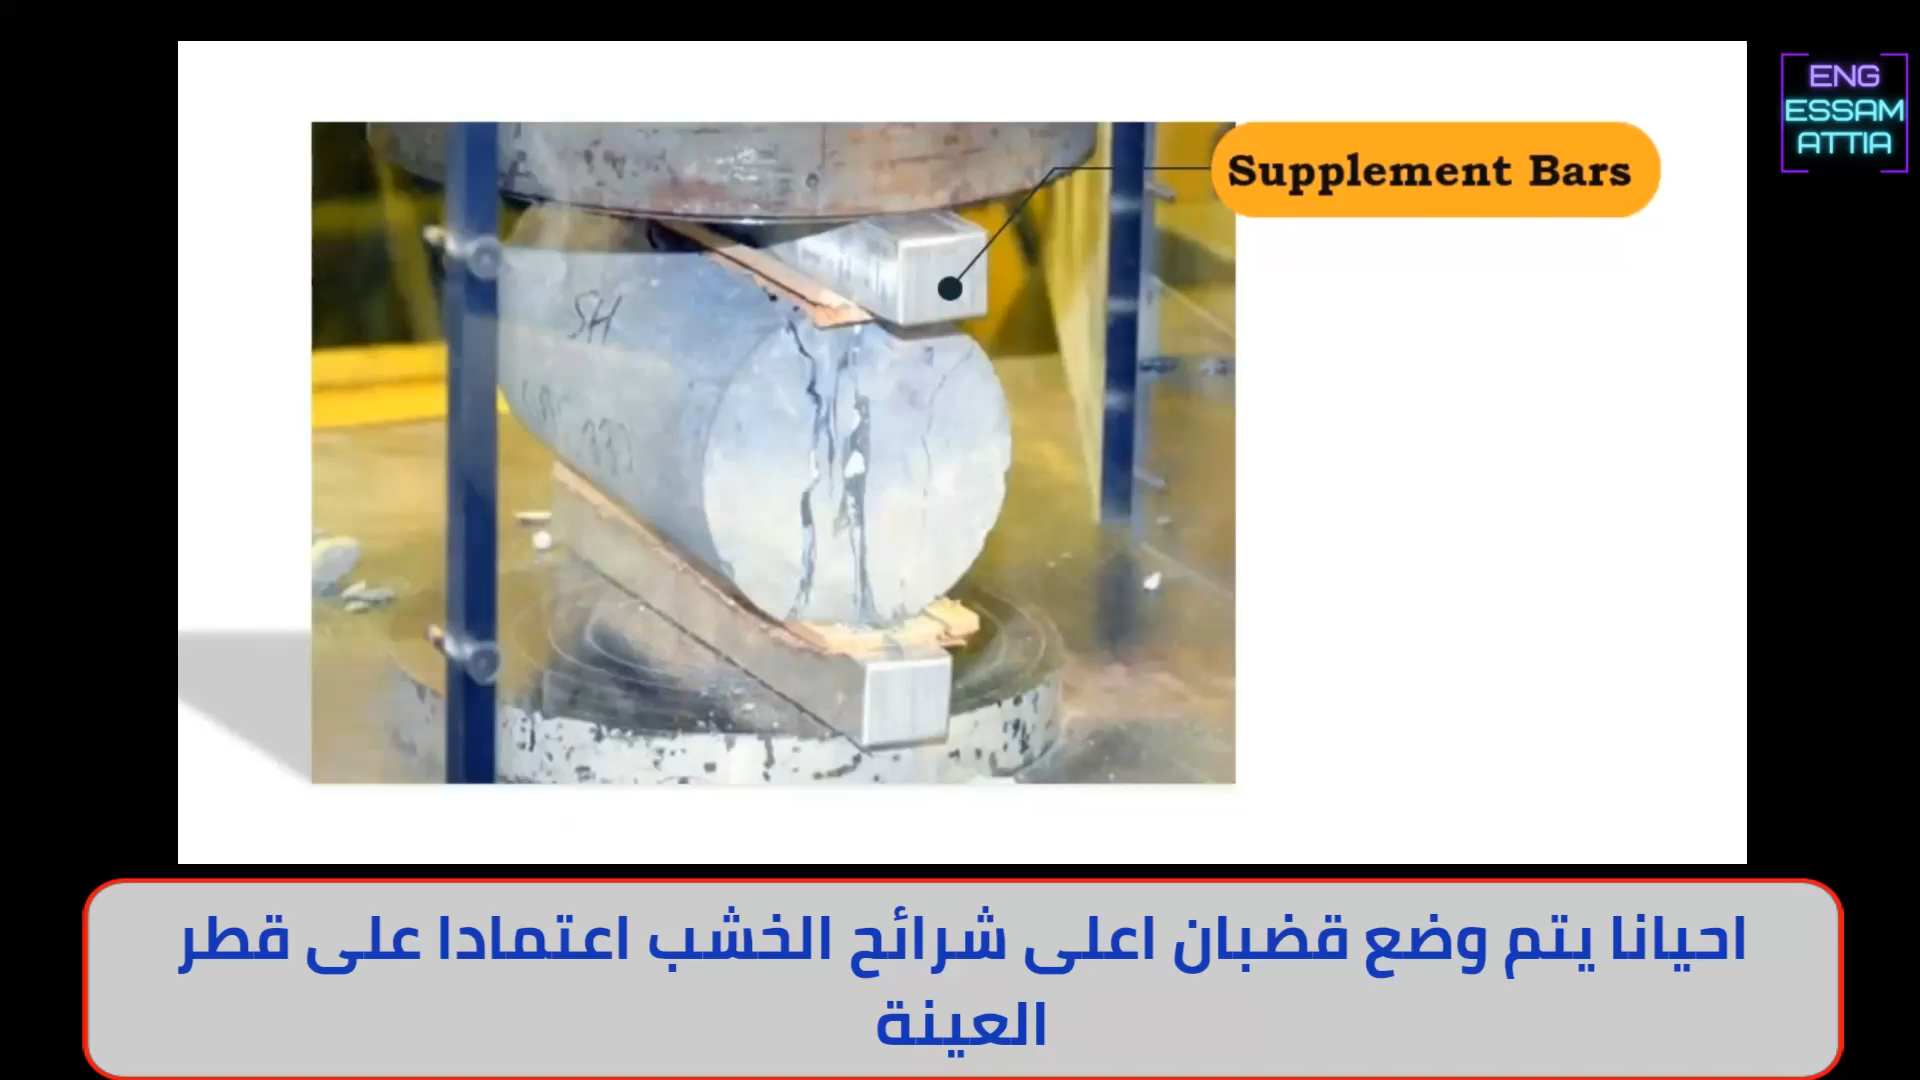 ENG
ESSAM
ATTIA
Supplement Bars
SH
احيانا يتم وضع قضبان اعلى شرائح الخشب اعتمادا على قطر
العينة